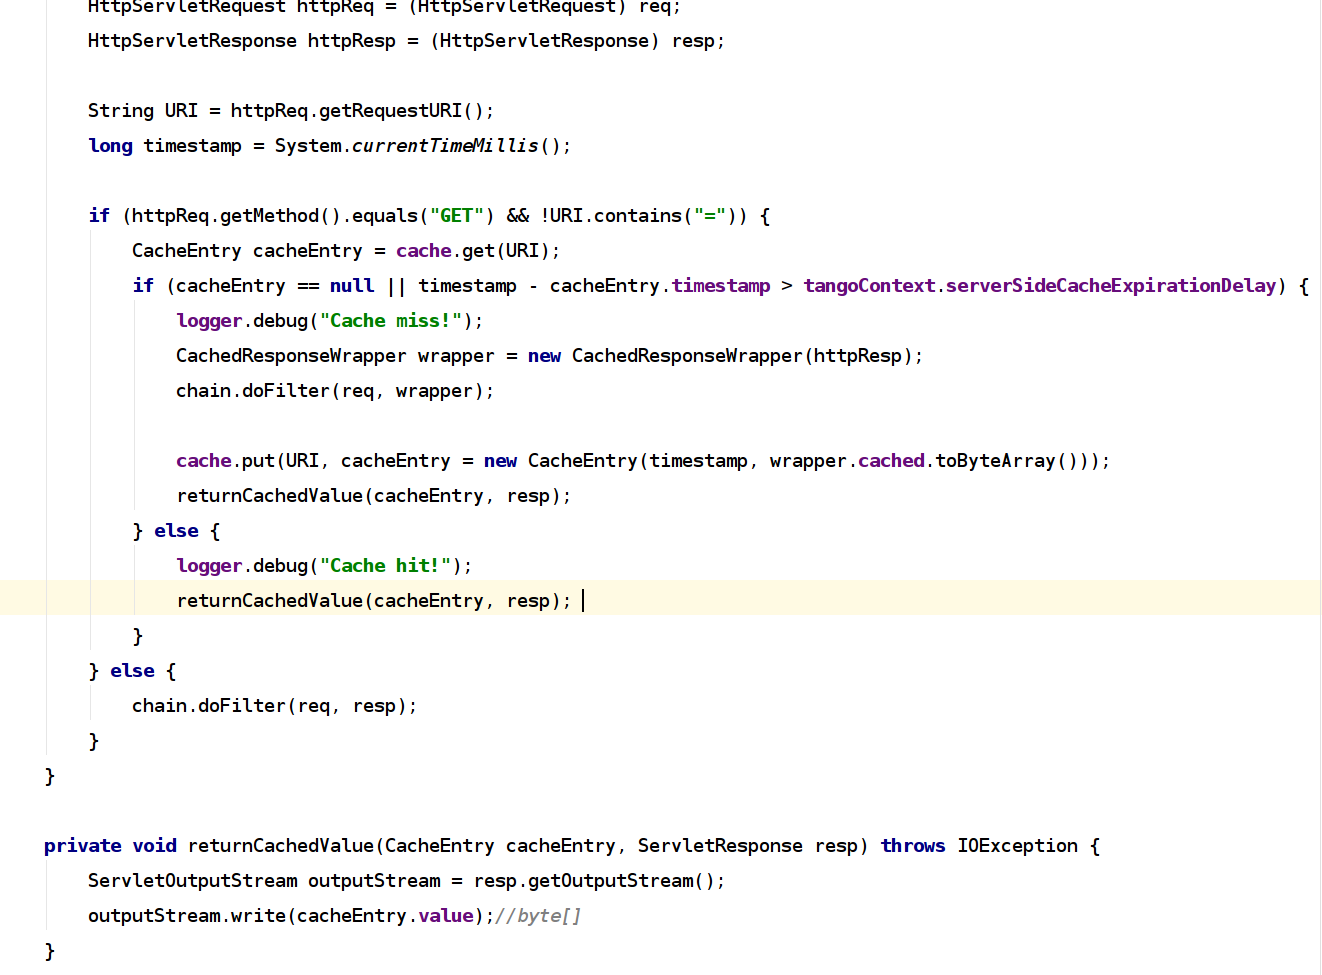 HttpServletRequest httpReq = (HttpServletRequest) req;
HttpServletResponse httpResp = (HttpServletResponse) resp;
String URI = httpReq.getRequestURI();
long timestamp = System.currentTimeMillis();
if (httpReq.getMethod().equals("GET") && !URI.contains("=")) {
CacheEntry cacheEntry = cache.get(URI);
if (cacheEntry == null || timestamp - cacheEntry.timestamp > tangoContext.serverSideCacheExpirationDelay) {
logger.debug("Cache miss!");
CachedResponseWrapper wrapper = new CachedResponseWrapper(httpResp);
chain.doFilter(req, wrapper);
cache.put(URI, cacheEntry = new CacheEntry(timestamp, wrapper.cached.toByteArray()));
returnCachedValue(cacheEntry, resp);
} else {
logger.debug("Cache hit!");
returnCachedValue(cacheEntry, resp);
}
} else {
chain.doFilter(req, resp);
}
}
private void returnCachedValue(CacheEntry cacheEntry, ServletResponse resp) throws IOException {
ServletOutputStream outputStream = resp.getOutputStream();
outputStream.write(cacheEntry.value);//byte[]
}